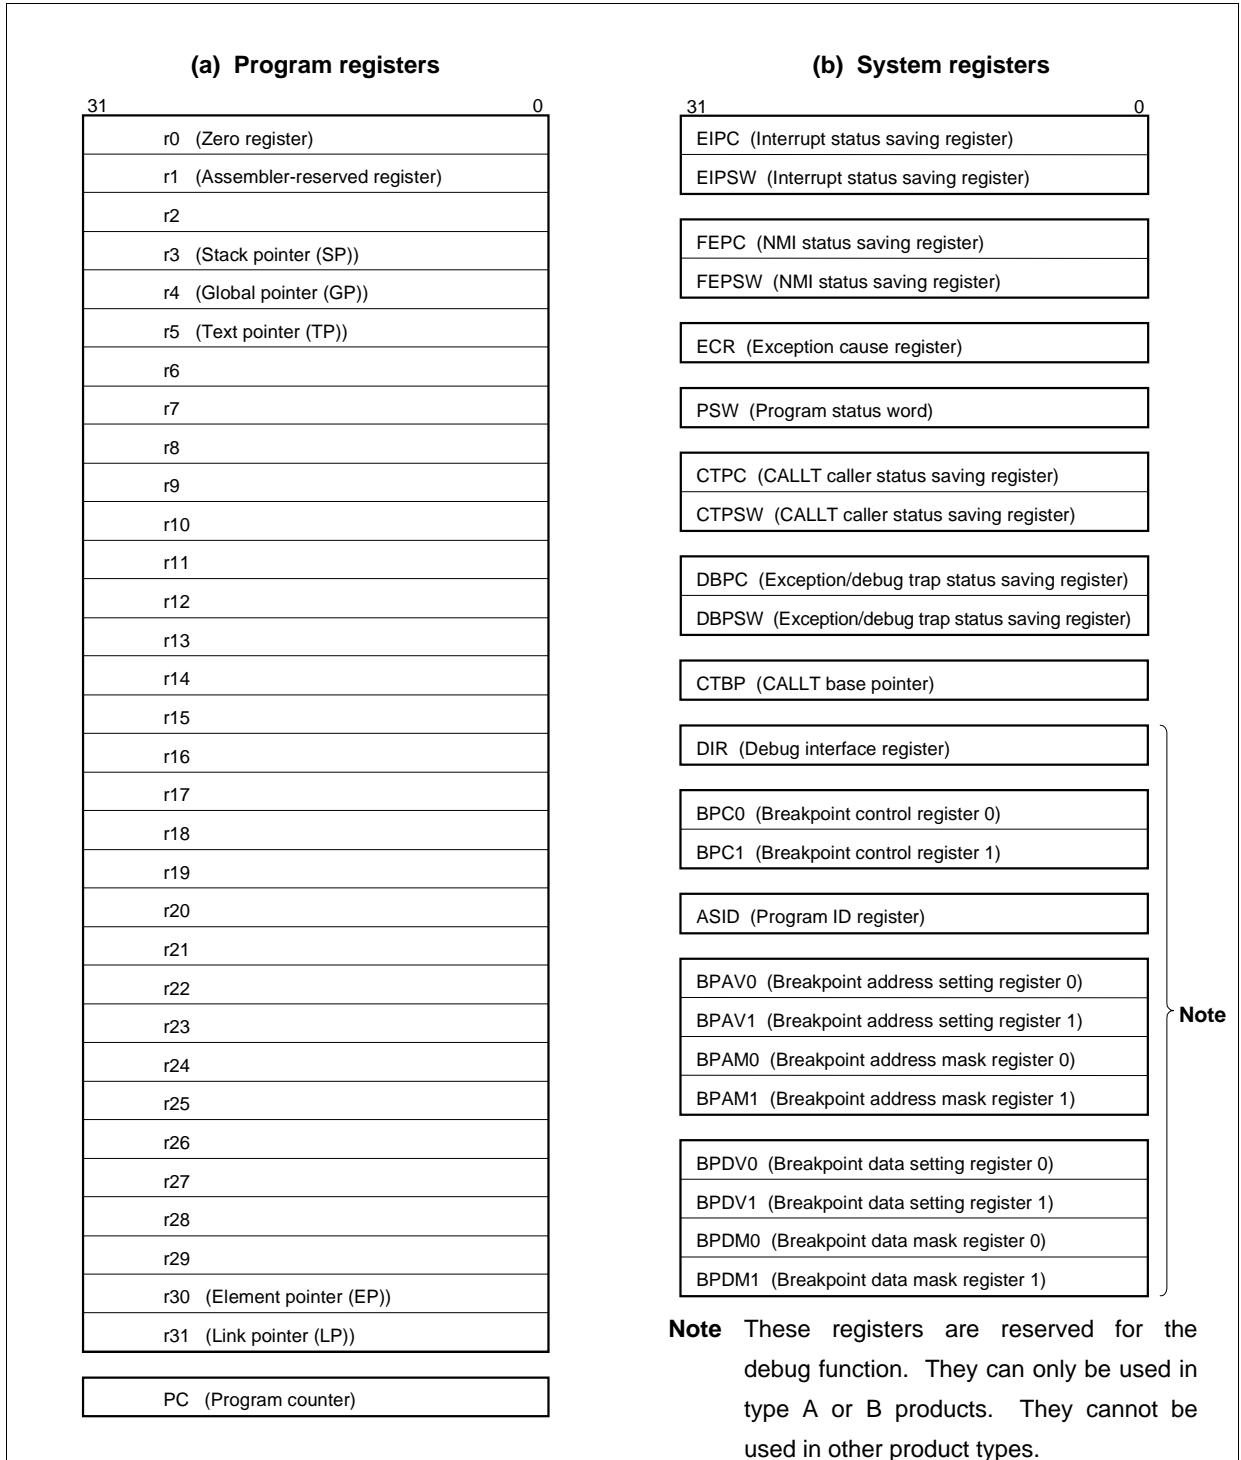 (a) Program registers
31 0
r0 (Zero register)
r1 (Assembler-reserved register)
r2
r3 (Stack pointer (SP))
r4 (Global pointer (GP))
r5 (Text pointer (TP))
r6
r7
r8
r9
r10
r11
r12
r13
r14
r15
r16
r17
r18
r19
r20
r21
r22
r23
r24
r25
r26
r27
r28
r29
r30 (Element pointer (EP))
r31 (Link pointer (LP))
PC (Program counter)
(b) System registers
31 0
EIPC (Interrupt status saving register)
EIPSW (Interrupt status saving register)
FEPC (NMI status saving register)
FEPSW (NMI status saving register)
ECR (Exception cause register)
PSW (Program status word)
CTPC (CALLT caller status saving register)
CTPSW (CALLT caller status saving register)
DBPC (Exception/debug trap status saving register)
DBPSW (Exception/debug trap status saving register)
CTBP (CALLT base pointer)
DIR (Debug interface register)
BPC0 (Breakpoint control register 0)
BPC1 (Breakpoint control register 1)
ASID (Program ID register)
BPAV0 (Breakpoint address setting register 0)
BPAV1 (Breakpoint address setting register 1)
BPAM0 (Breakpoint address mask register 0)
BPAM1 (Breakpoint address mask register 1)
BPDV0 (Breakpoint data setting register 0)
BPDV1 (Breakpoint data setting register 1)
BPDM0 (Breakpoint data mask register 0)
BPDM1 (Breakpoint data mask register 1)
Note
Note These registers are reserved for the
debug function. They can only be used in
type A or B products. They cannot be
used in other product types.